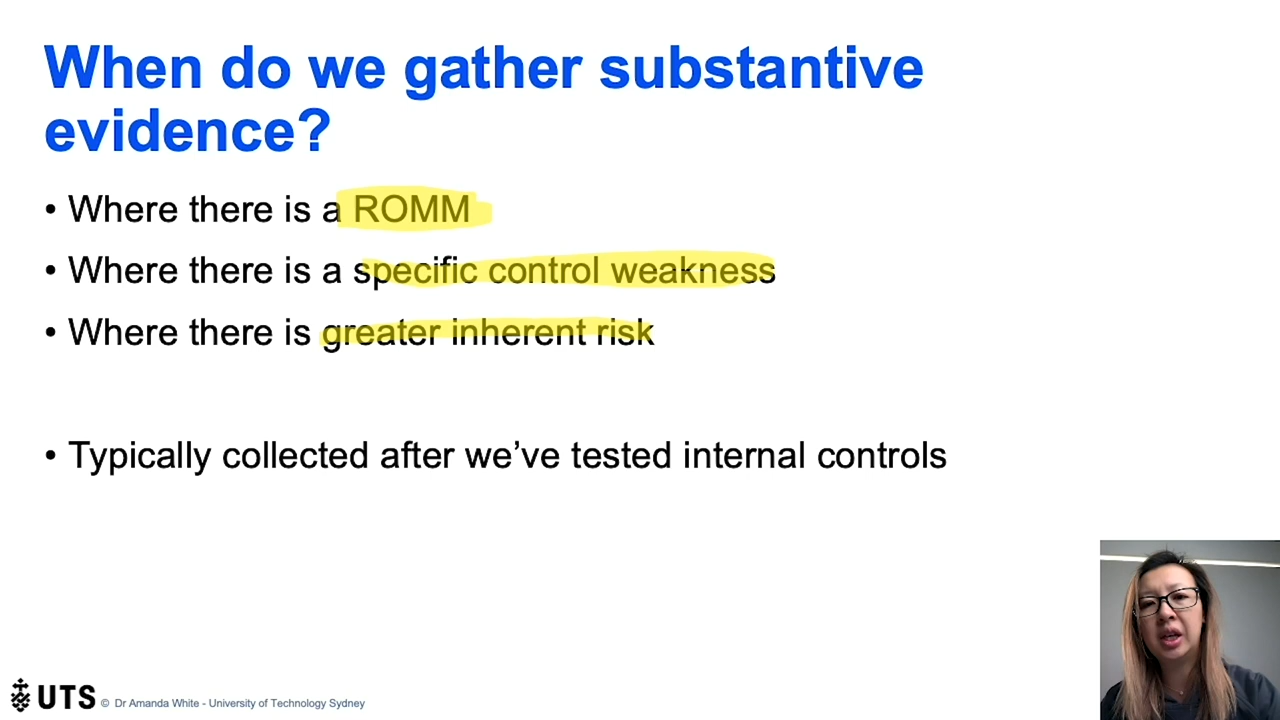 When do we gather substantive
evidence?
• Where there is a ROMM
• Where there is a specific control weakness
• Where there is greater inherent risk
• Typically collected after we’ve tested internal controls
UTS © Dr Amanda White - University of Technology Sydney